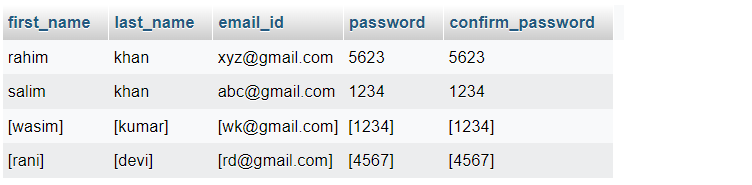 first_name last_name email_id password confirm_password
rahim khan xyz@gmail.com 5623 5623
salim khan abc@gmail.com 1234 1234
[wasim] [kumar] [wk@gmail.com] [1234] [1234]
[rani] [devi] [rd@gmail.com] [4567] [4567]